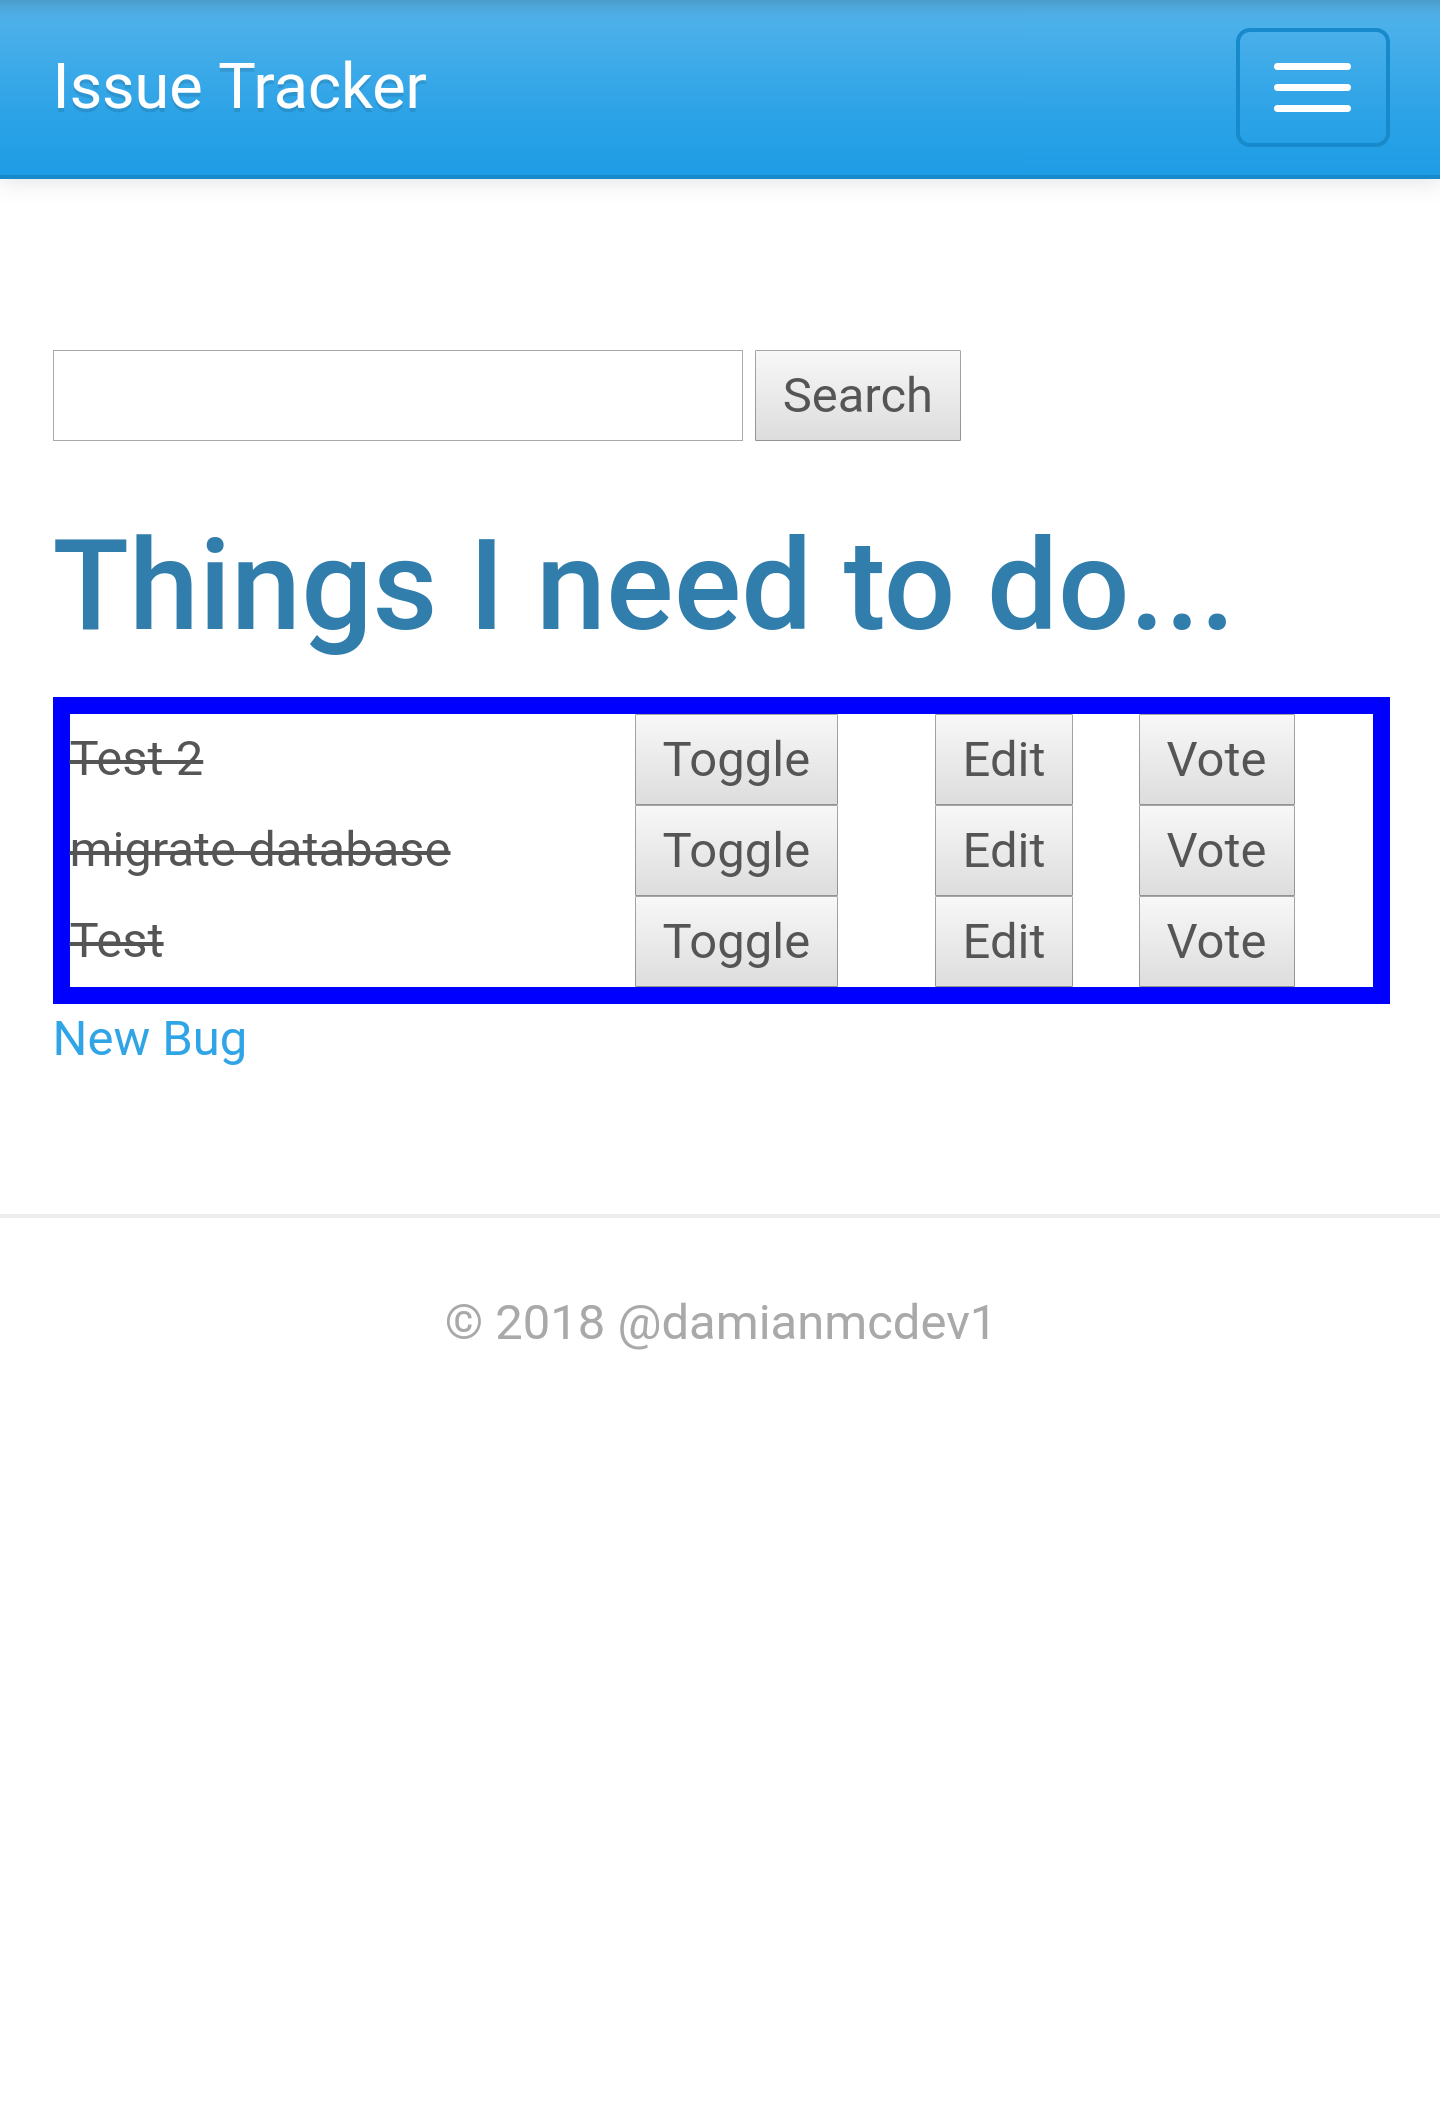 Issue Tracker
Search
Things I need to do...
Test 2 Toggle Edit Vote
migrate database Toggle Edit Vote
Test Toggle Edit Vote
New Bug
© 2018 @damianmcdev1